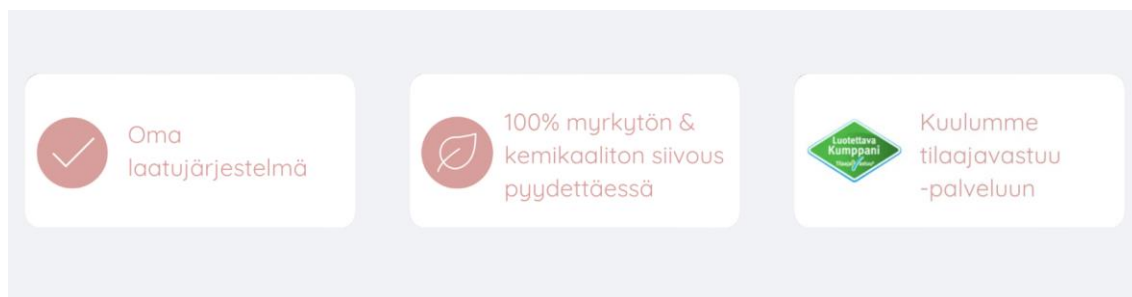 Oma
laatujärjestelmä
100% myrkytön &
kemikaaliton siivous
pyydettäessä
Luotettava
Kumppani
Kuulumme
tilaajavastuu
-palveluun